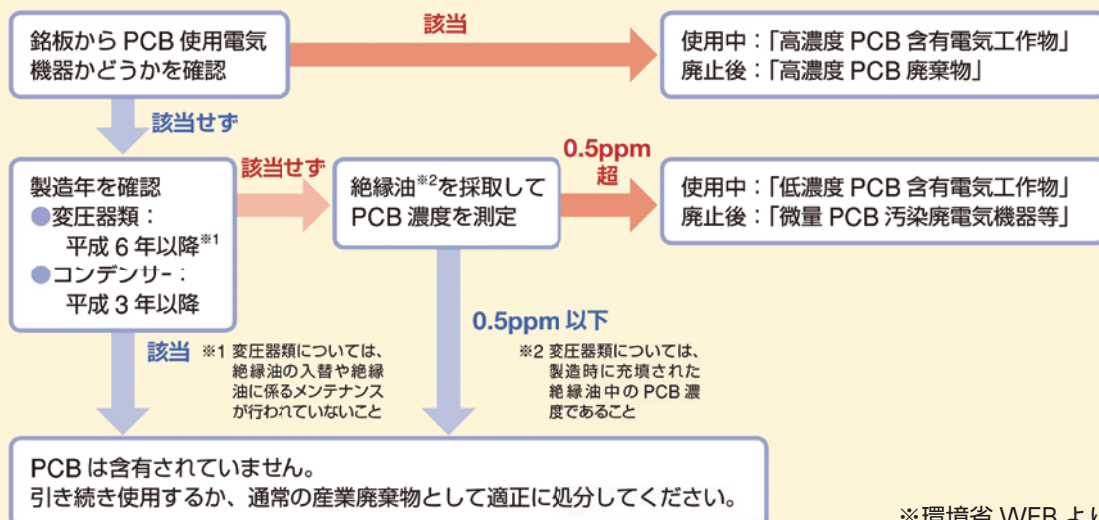 銘板から PCB 使用電気
機器かどうかを確認
該当
使用中：「高濃度 PCB 含有電気工作物」
廃止後：「高濃度 PCB 廃棄物」
該当せず
製造年を確認
●変圧器類：
平成 6 年以降※1
●コンデンサｰ：
平成 3 年以降
該当せず
絶縁油※2を採取して
PCB 濃度を測定
0.5ppm
超
使用中：「低濃度 PCB 含有電気工作物」
廃止後：「微量 PCB 汚染廃電気機器等」
該当
※1 変圧器類については、
絶縁油の入替や絶縁
油に係るメンテナンス
が行われていないこと
0.5ppm 以下
※2 変圧器類については、
製造時に充填された
絶縁油中の PCB 濃
度であること
PCB は含有されていません。
引き続き使用するか、通常の産業廃棄物として適正に処分してください。
※環境省 WEB より